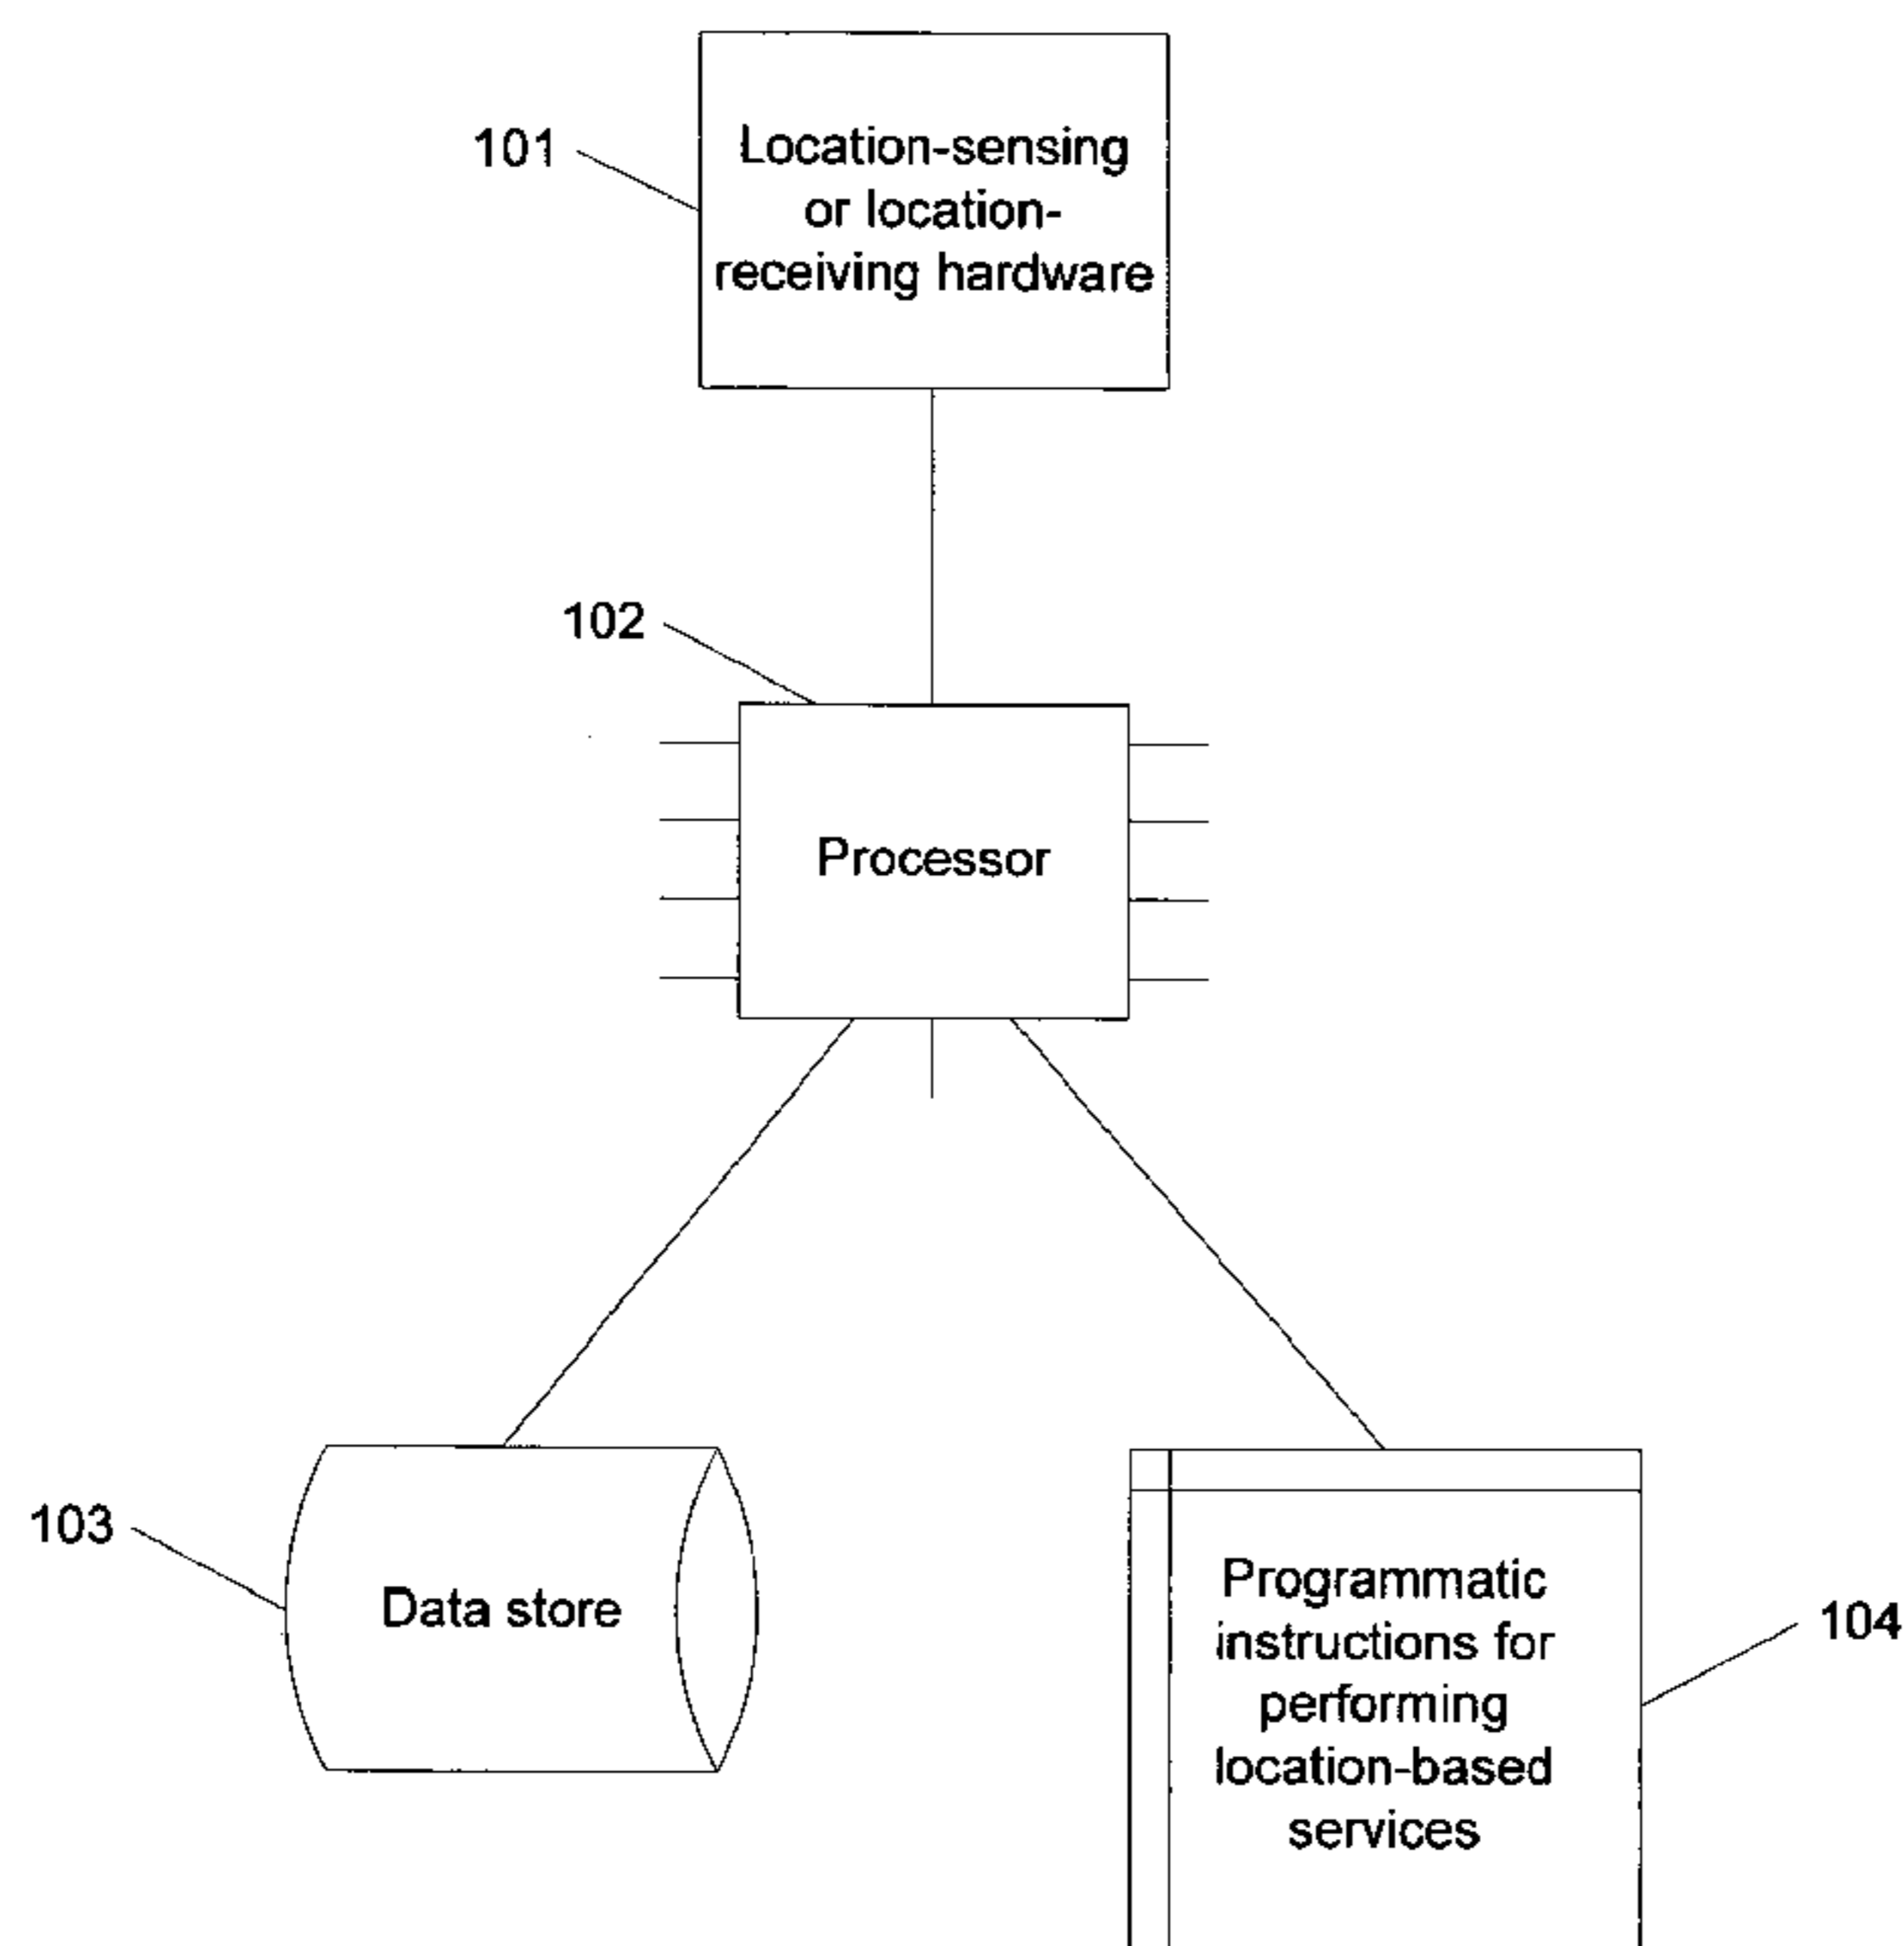 101
Location-sensing
or location-
receiving hardware
102
Processor
103
Data store
Programmatic
instructions for
performing
location-based
services
104